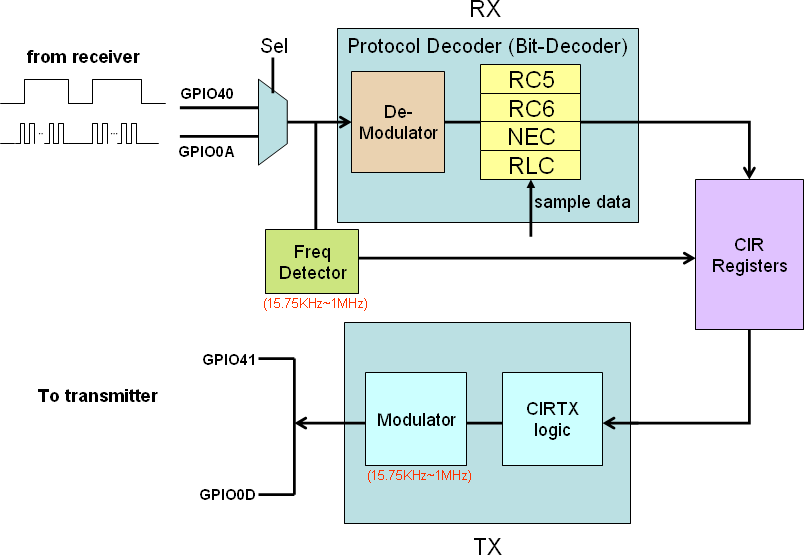 RX
Sel
Protocol Decoder (Bit-Decoder)
from receiver
GPIO40
GPIO0A
De-
Modulator
RC5
RC6
NEC
RLC
sample data
Freq
Detector
(15.75KHz~1MHz)
CIR
Registers
To transmitter
GPIO41
GPIO0D
Modulator
(15.75KHz~1MHz)
CIRTX
logic
TX